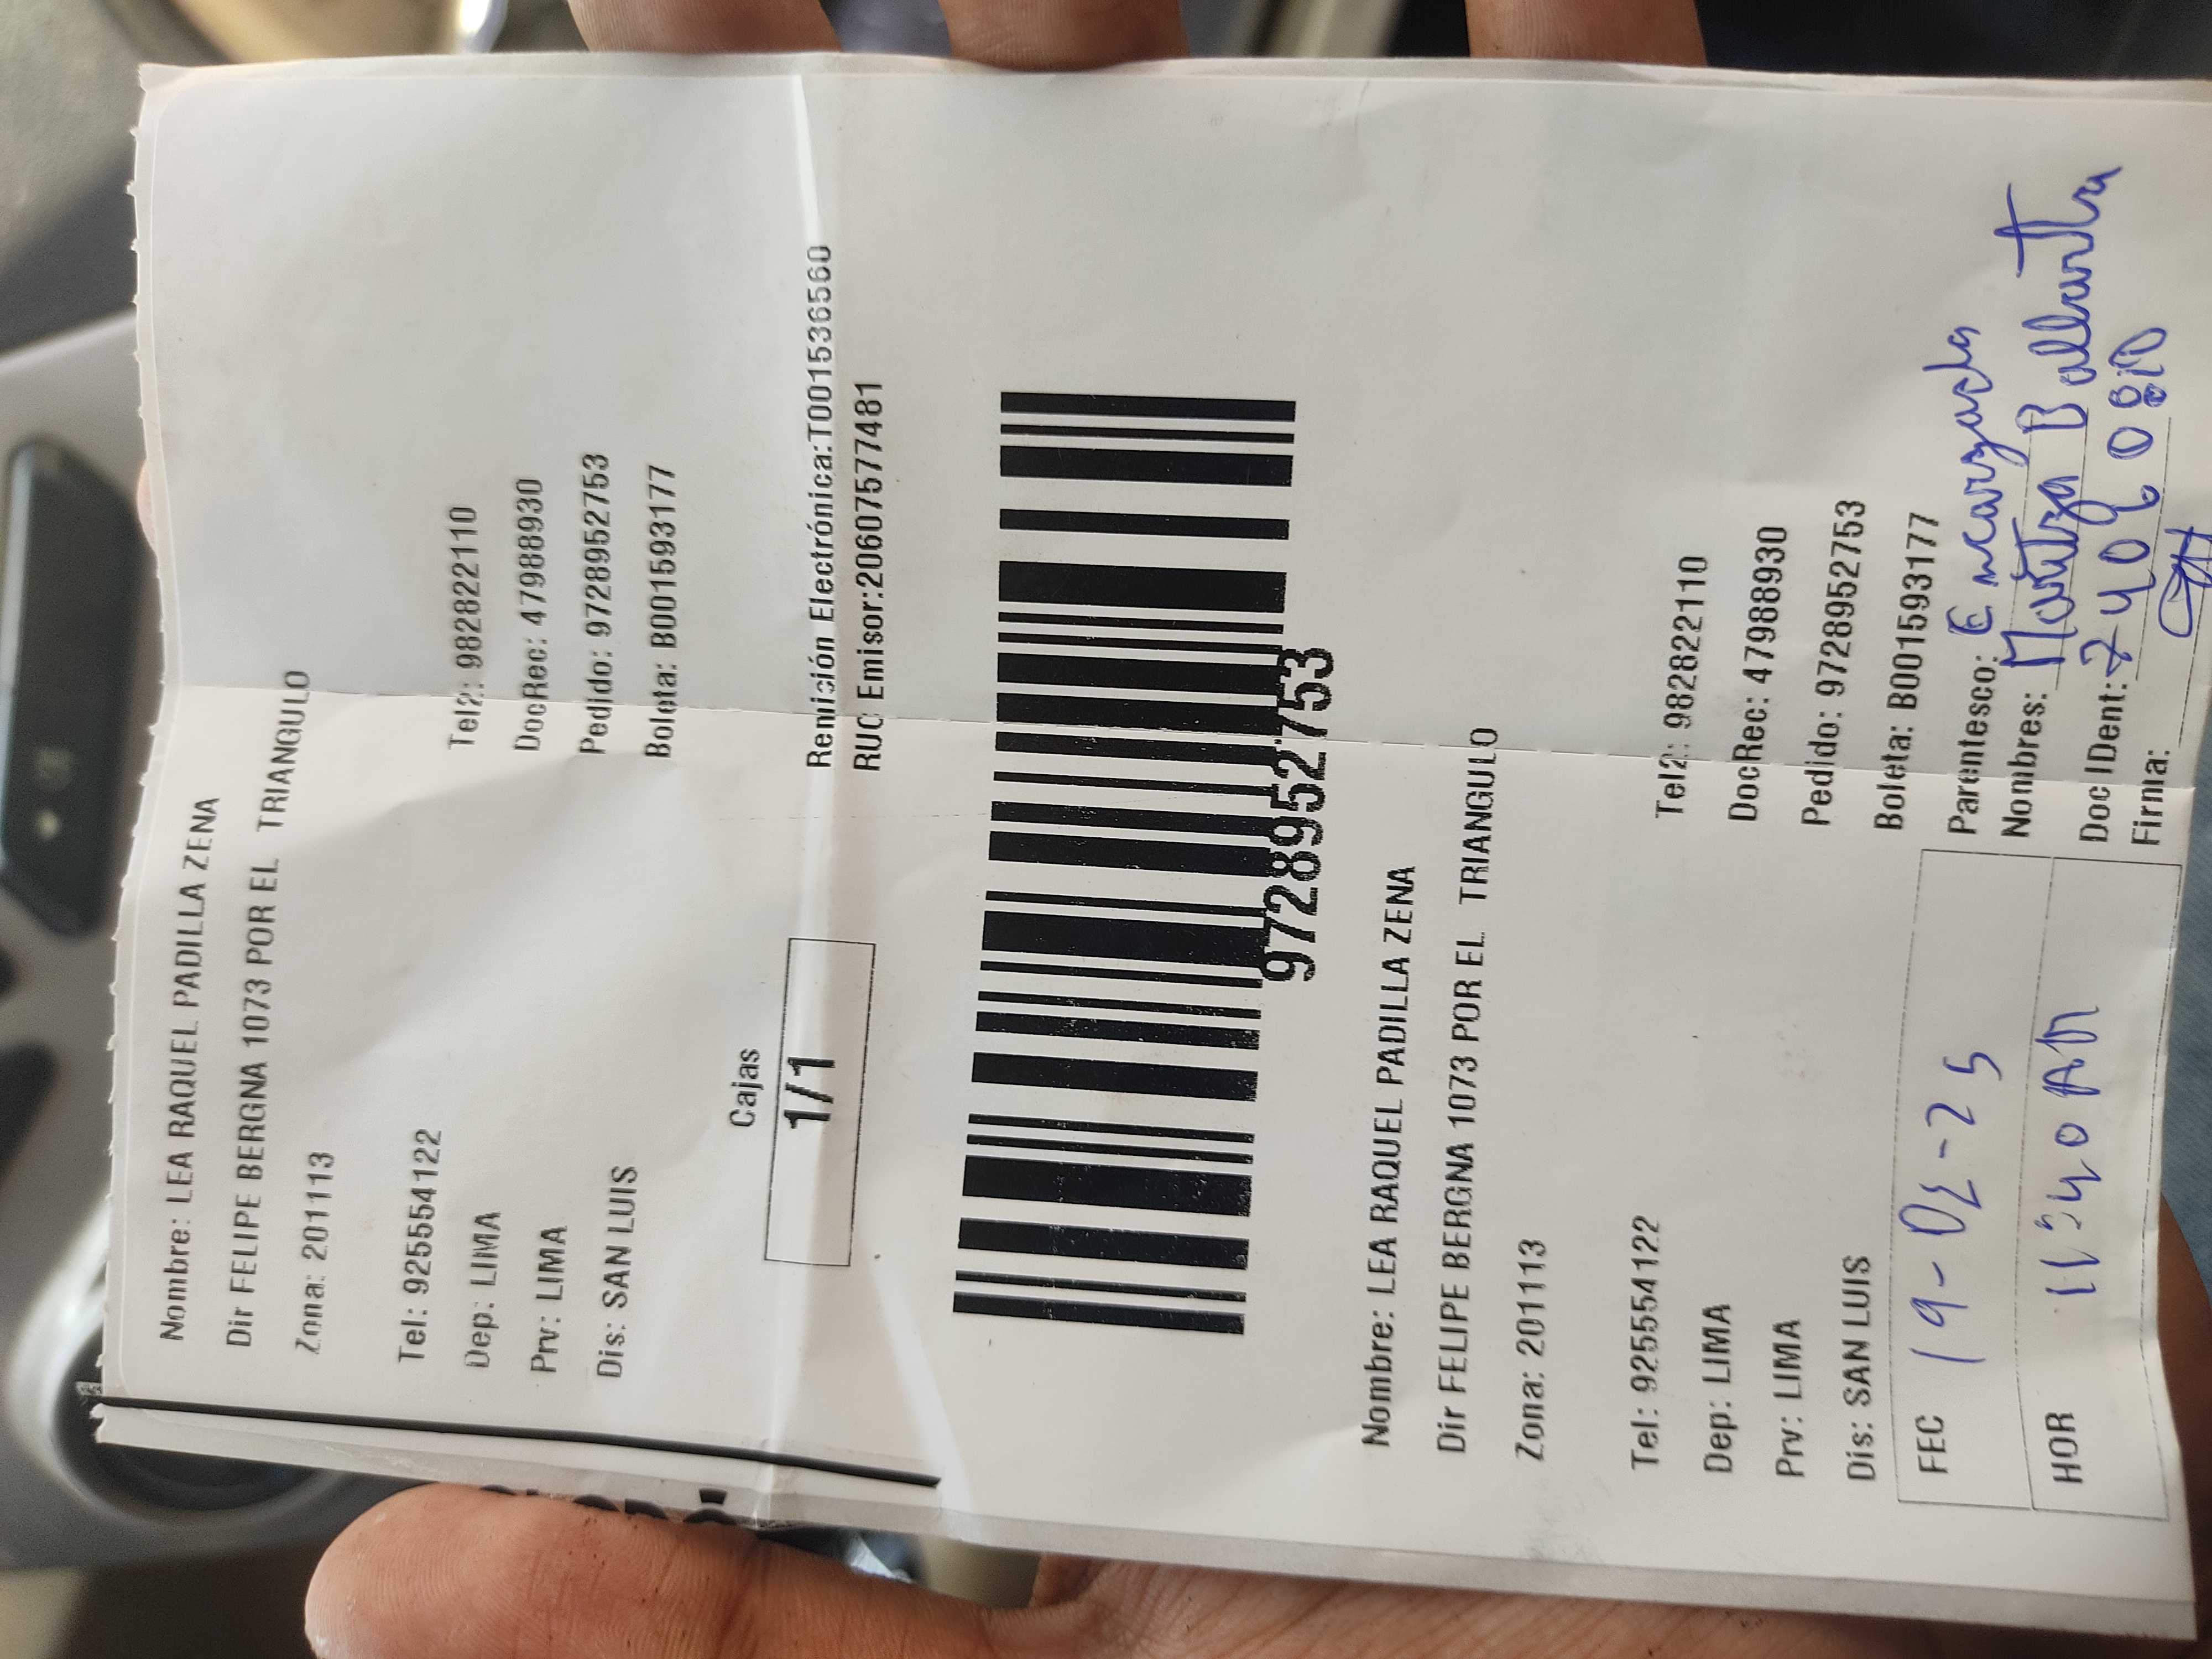 Nombre: LEA RAQUEL PADILLA ZENA
Dir FELIPE BERGNA 1073 POR EL TRIANGULO
Zona: 201113
Tel: 925554122 Tel2: 982822110
Dep: LIMA DocRec: 47988930
Prv: LIMA Pedido: 9728952753
Dis: SAN LUIS Boleta: B001593177
Cajas
1/1
Remisión Electrónica:T001536560
RUC Emisor:20607577481
9728952753
Nombre: LEA RAQUEL PADILLA ZENA
Dir FELIPE BERGNA 1073 POR EL TRIANGULO
Zona: 201113
Tel: 925554122 Tel2: 982822110
Dep: LIMA DocRec: 47988930
Prv: LIMA Pedido: 9728952753
Dis: SAN LUIS Boleta: B001593177
FEC 19-02-25
HOR 11:40 AM
Parentesco: Encargada
Nombres: Maritza
Doc IDent:
Firma: